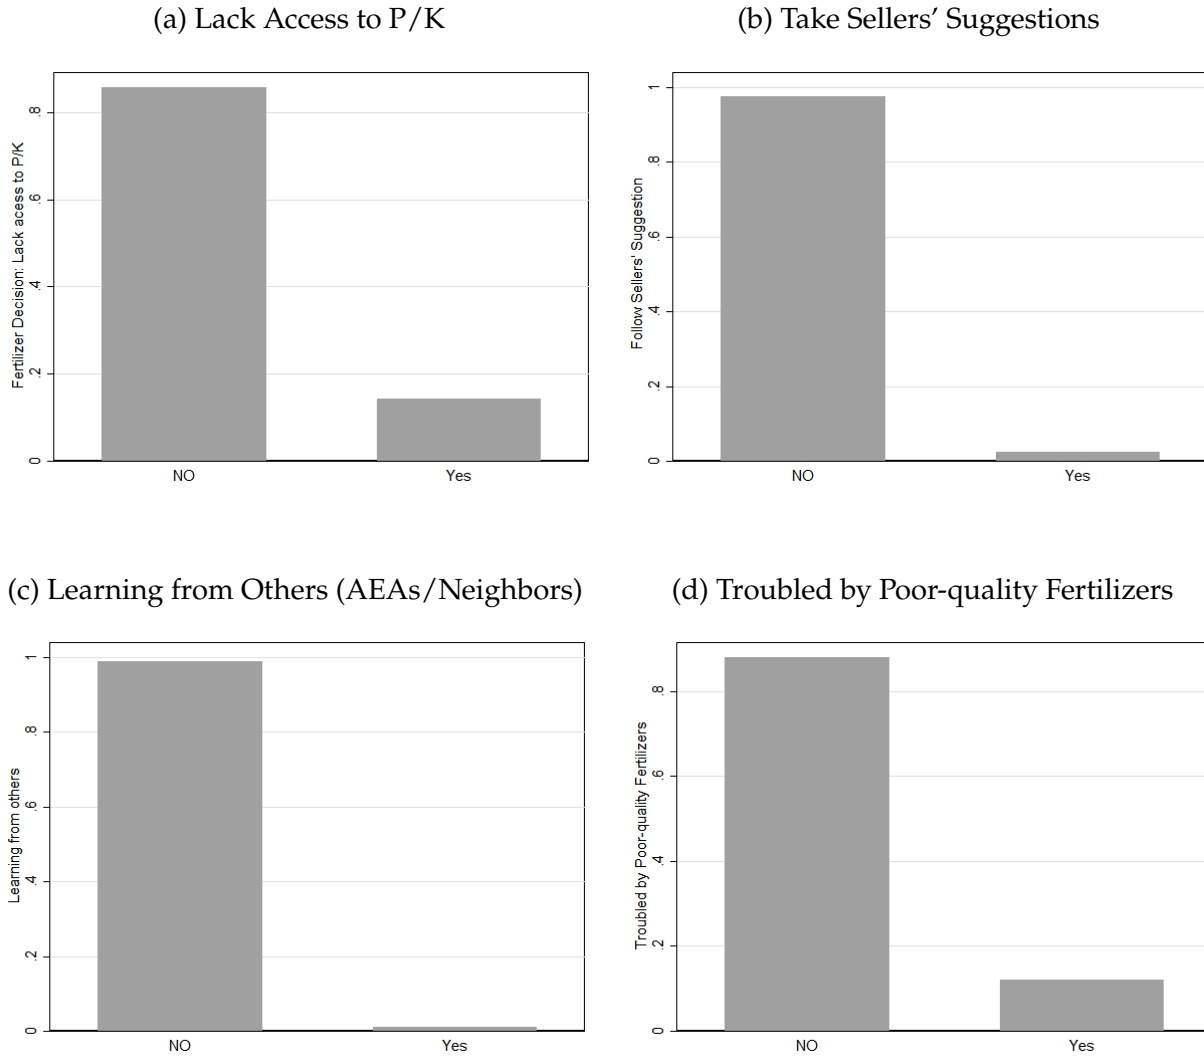 (a) Lack Access to P/K
Fertilizer Decision: Lack acess to P/K
.8
.6
.4
.2
0
NO Yes
(b) Take Sellers' Suggestions
Follow Sellers' Suggestion
1
.8
.6
.4
.2
0
NO Yes
(c) Learning from Others (AEAs/Neighbors)
Learning from others
1
.8
.6
.4
.2
0
NO Yes
(d) Troubled by Poor-quality Fertilizers
Troubled by Poor-quality Fertilizers
.8
.6
.4
.2
0
NO Yes